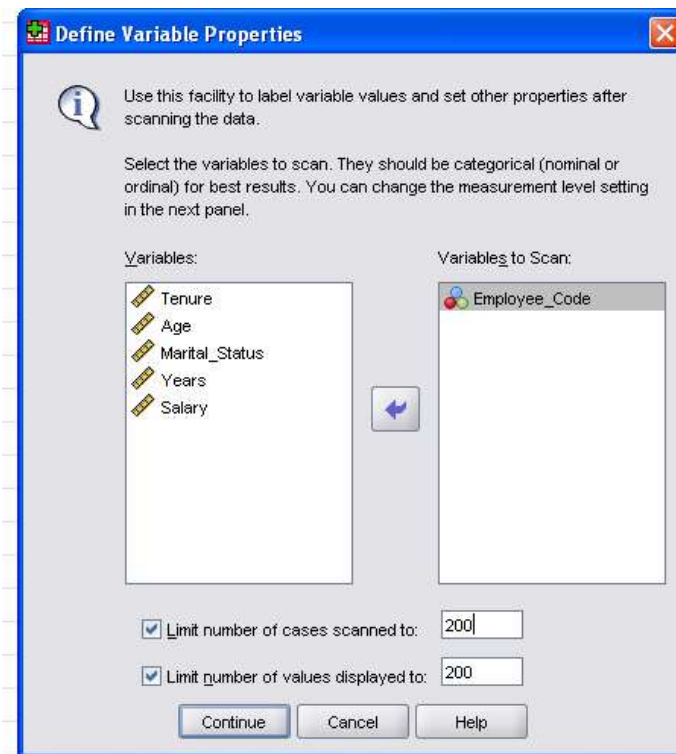 Define Variable Properties
Use this facility to label variable values and set other properties after
scanning the data.
Select the variables to scan. They should be categorical (nominal or
ordinal) for best results. You can change the measurement level setting
in the next panel.
Variables:
Tenure
Age
Marital_Status
Years
Salary
Variables to Scan:
Employee_Code
Limit number of cases scanned to: 200
Limit number of values displayed to: 200
Continue Cancel Help